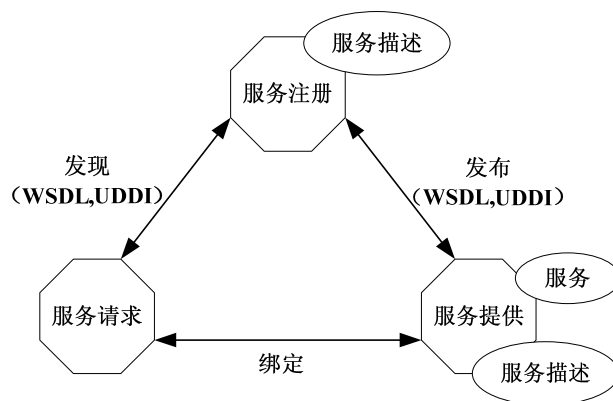 服务描述
服务注册
发现
（WSDL,UDDI）
发布
（WSDL,UDDI）
服务
服务请求
服务提供
绑定
服务描述